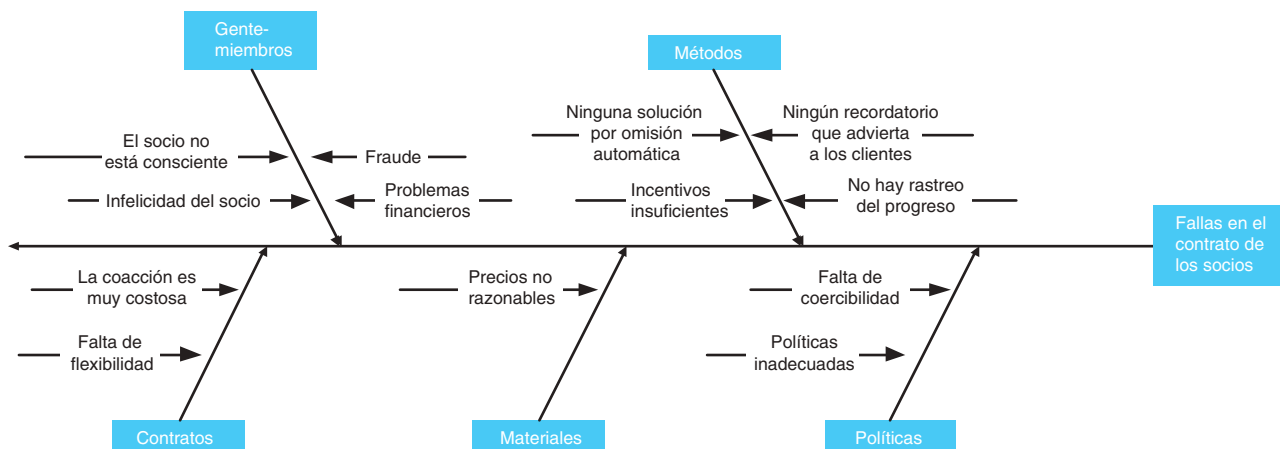 Gente-
miembros
Métodos
El socio no
está consciente
Fraude
Infelicidad del socio
Problemas
financieros
Ninguna solución
por omisión
automática
Ningún recordatorio
que advierta
a los clientes
Incentivos
insuficientes
No hay rastreo
del progreso
Fallas en el
contrato de
los socios
La coacción es
muy costosa
Falta de
flexibilidad
Precios no
razonables
Falta de
coercibilidad
Políticas
inadecuadas
Contratos
Materiales
Políticas